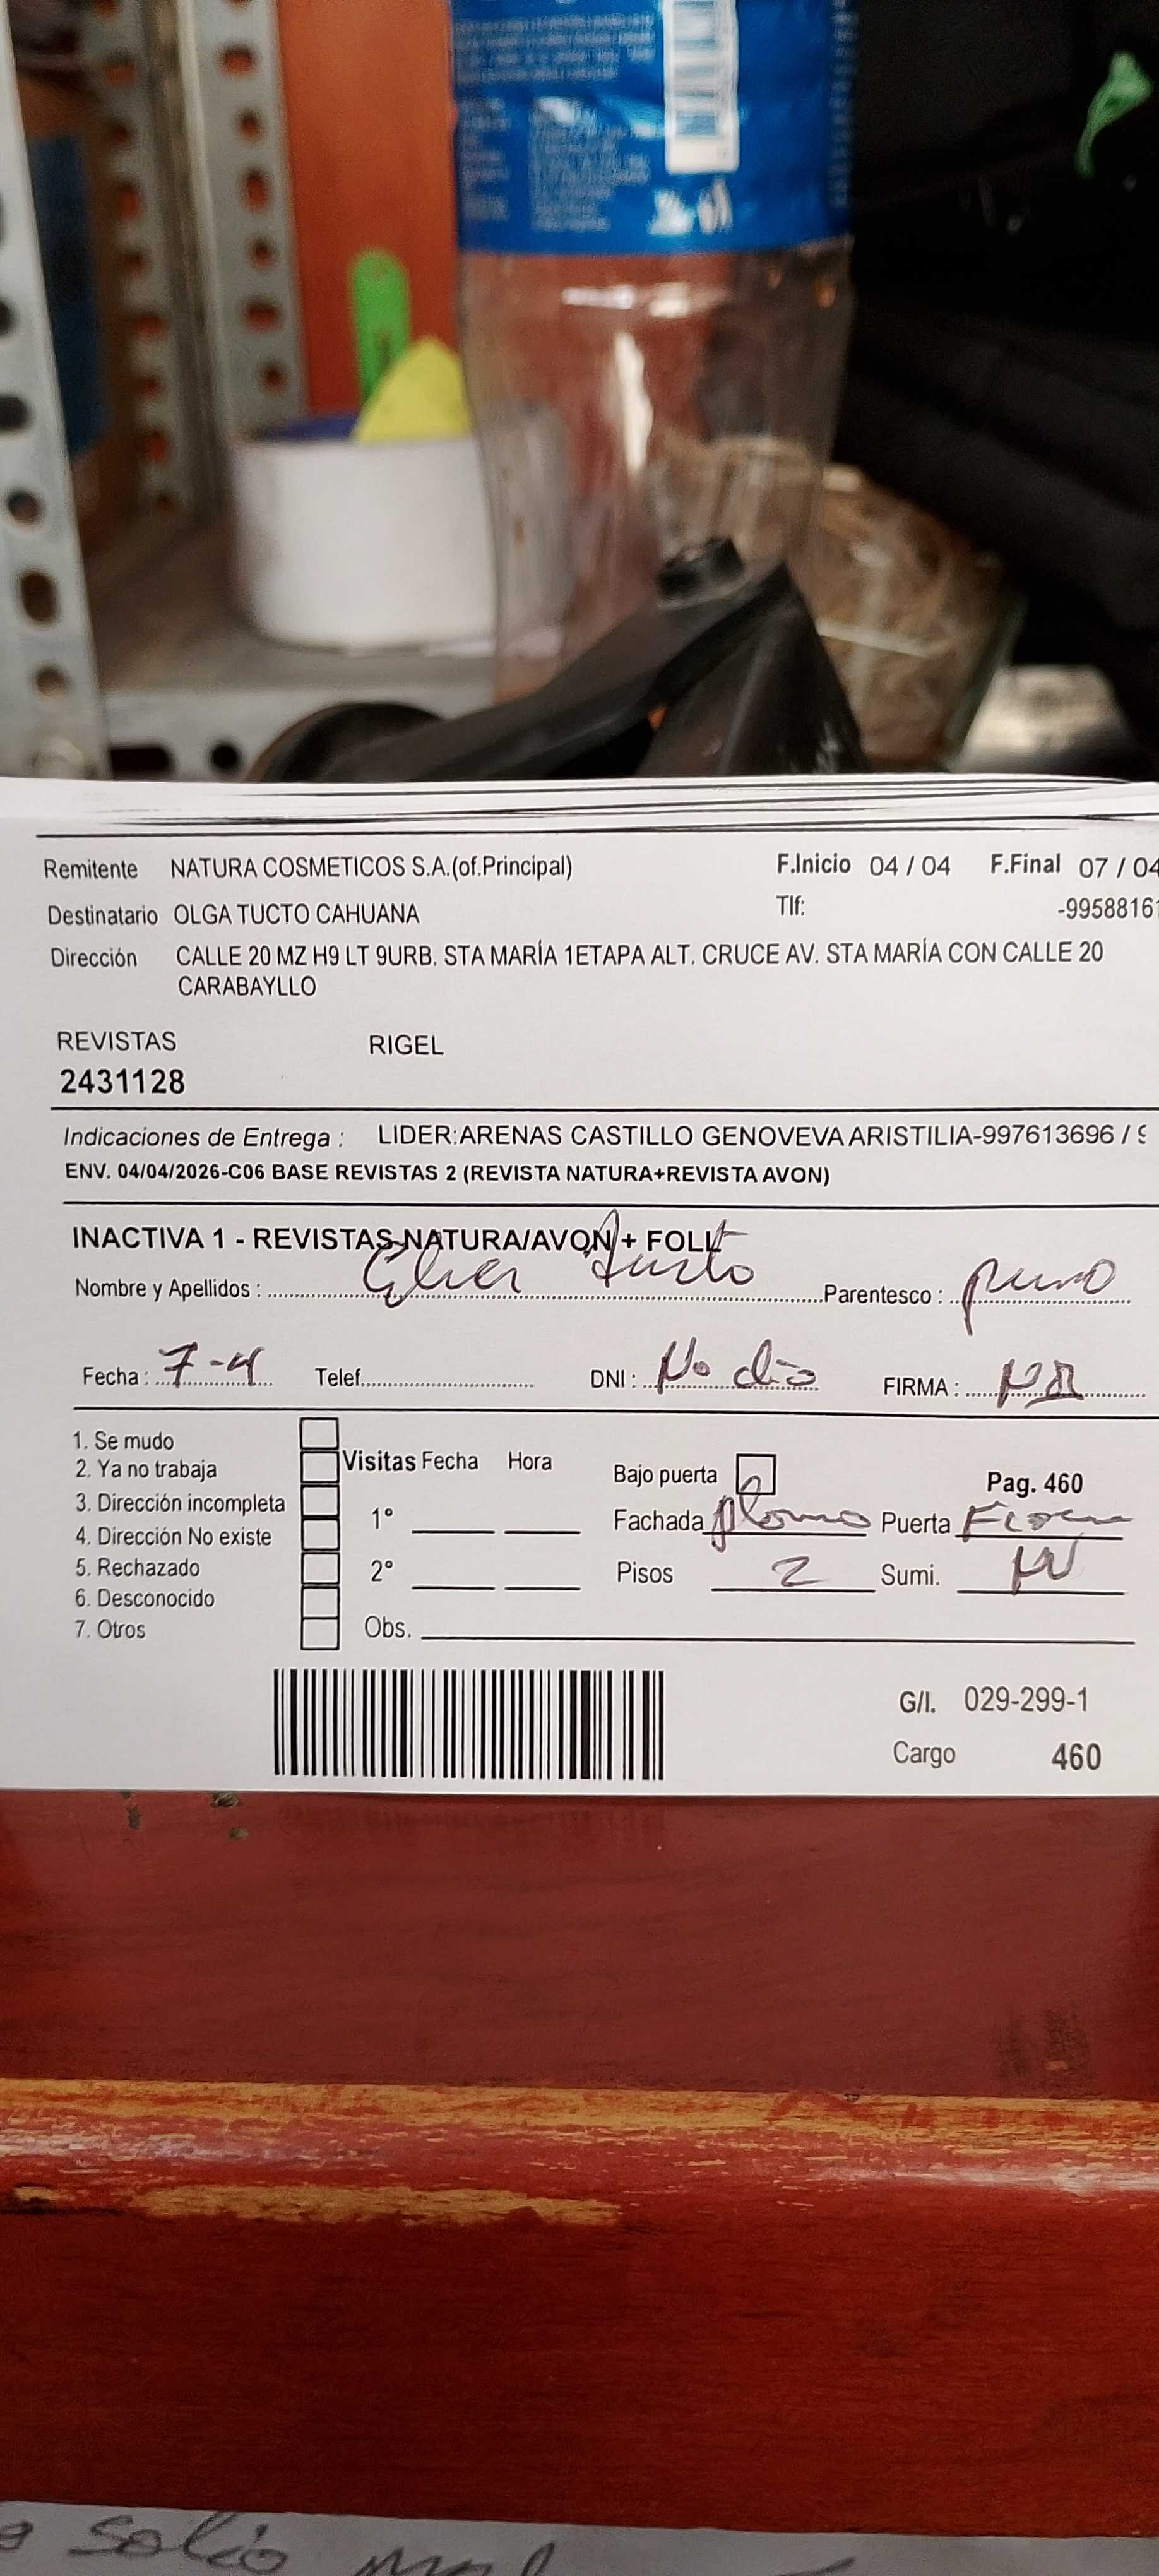 Remitente NATURA COSMETICOS S.A.(of.Principal) F.Inicio 04 / 04 F.Final 07 / 04
Destinatario OLGA TUCTO CAHUANA Tlf: -99588161
Dirección CALLE 20 MZ H9 LT 9URB. STA MARÍA 1ETAPA ALT. CRUCE AV. STA MARÍA CON CALLE 20
CARABAYLLO
REVISTAS RIGEL
2431128
Indicaciones de Entrega : LIDER:ARENAS CASTILLO GENOVEVA ARISTILIA-997613696 / 9
ENV. 04/04/2026-C06 BASE REVISTAS 2 (REVISTA NATURA+REVISTA AVON)
INACTIVA 1 - REVISTAS NATURA/AVON + FOLL
Nombre y Apellidos : Tucto Parentesco :
Fecha : 7-4 Telef. DNI : No dio FIRMA :
1. Se mudo
2. Ya no trabaja
3. Dirección incompleta
4. Dirección No existe
5. Rechazado
6. Desconocido
7. Otros
Visitas Fecha Hora
1°
2°
Obs.
Bajo puerta Pag. 460
Fachada plomo Puerta
Pisos 2 Sumi.
G/I. 029-299-1
Cargo 460
salio mal